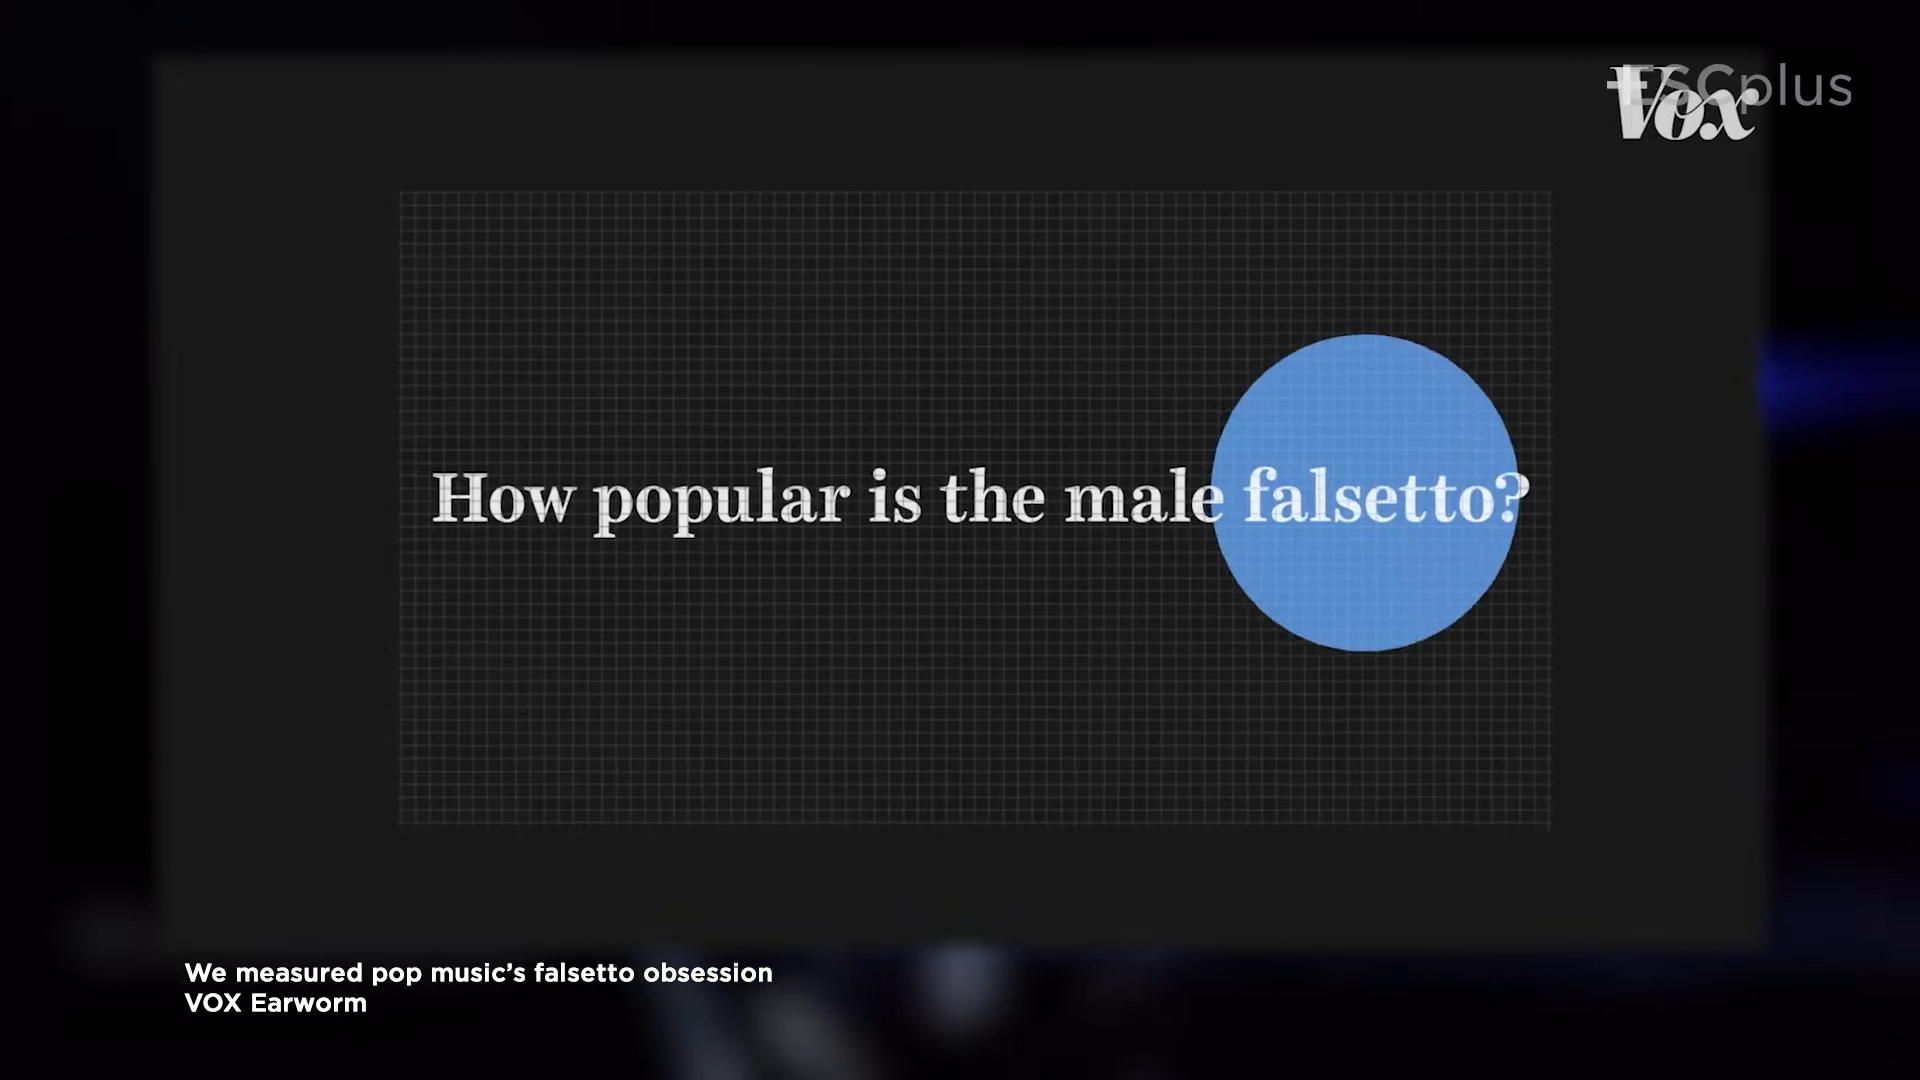 ESCplus
Vox
How popular is the male falsetto?
We measured pop music’s falsetto obsession
VOX Earworm